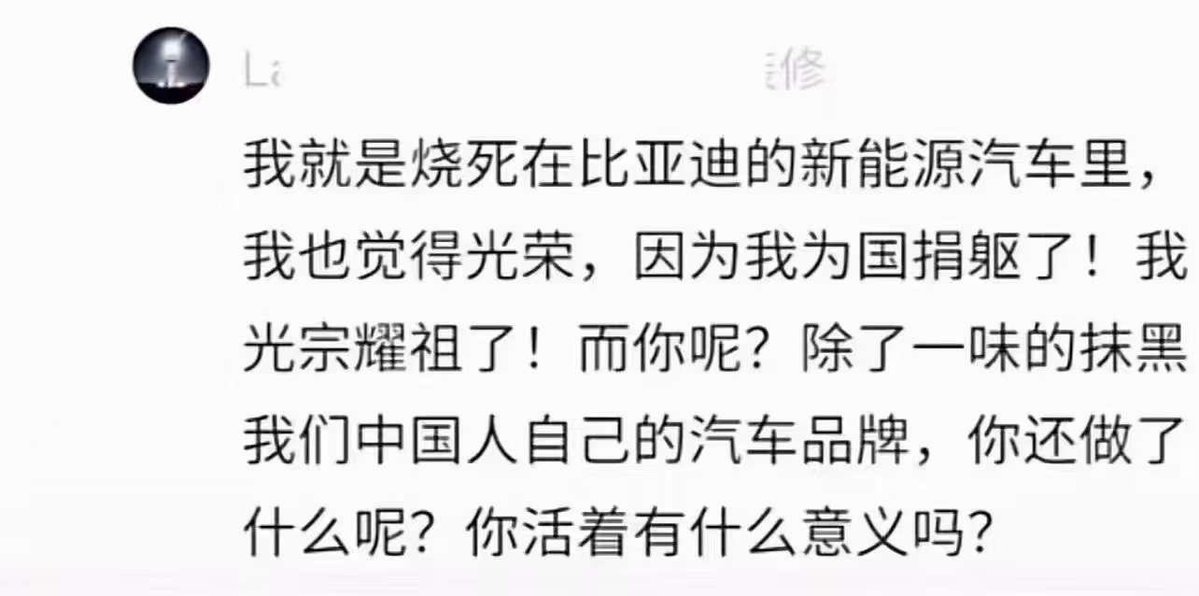 修
我就是烧死在比亚迪的新能源汽车里，
我也觉得光荣，因为我为国捐躯了！我
光宗耀祖了！而你呢？除了一味的抹黑
我们中国人自己的汽车品牌，你还做了
什么呢？你活着有什么意义吗？